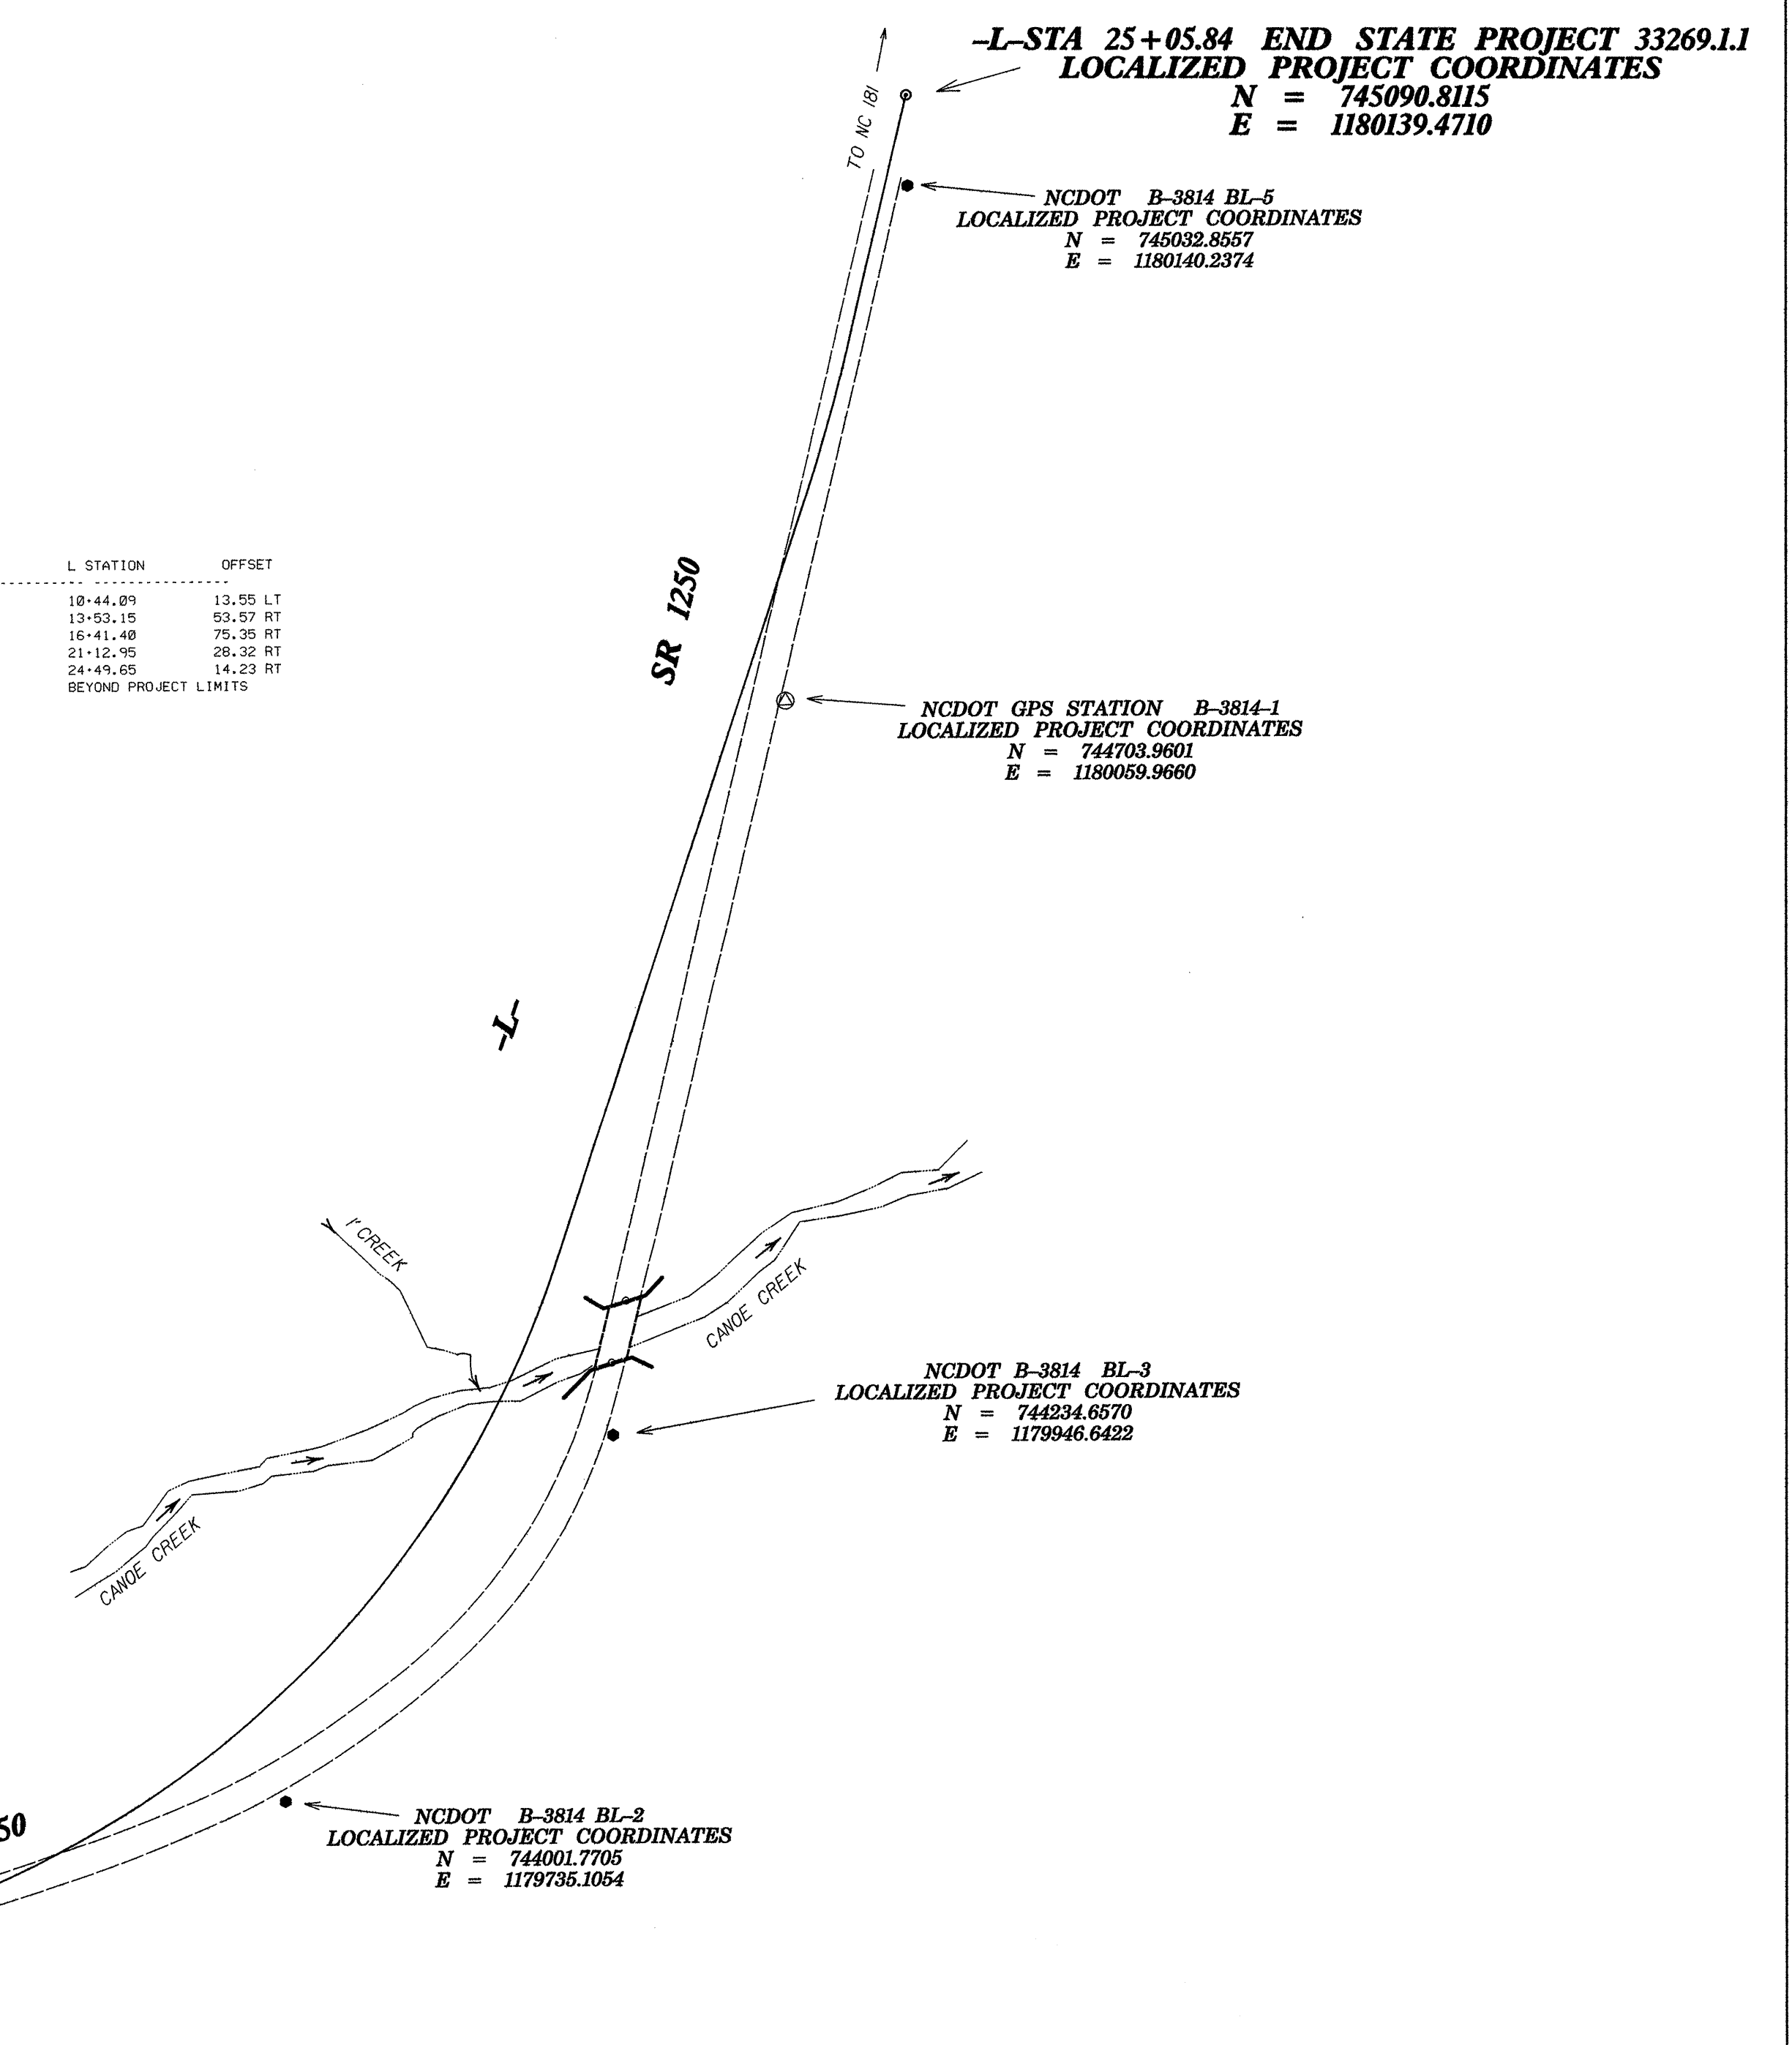 -L-STA 25+05.84 END STATE PROJECT 33269.1.1
LOCALIZED PROJECT COORDINATES
N = 745090.8115
E = 1180139.4710
TO NC 181
NCDOT B-3814 BL-5
LOCALIZED PROJECT COORDINATES
N = 745032.8557
E = 1180140.2374
L STATION OFFSET
10+44.09 13.55 LT
13+53.15 53.57 RT
16+41.40 75.35 RT
21+12.95 28.32 RT
24+49.65 14.23 RT
BEYOND PROJECT LIMITS
SR 1250
NCDOT GPS STATION B-3814-1
LOCALIZED PROJECT COORDINATES
N = 744703.9601
E = 1180059.9660
-L-
1' CREEK
CANOE CREEK
NCDOT B-3814 BL-3
LOCALIZED PROJECT COORDINATES
N = 744234.6570
E = 1179946.6422
CANOE CREEK
50
NCDOT B-3814 BL-2
LOCALIZED PROJECT COORDINATES
N = 744001.7705
E = 1179735.1054